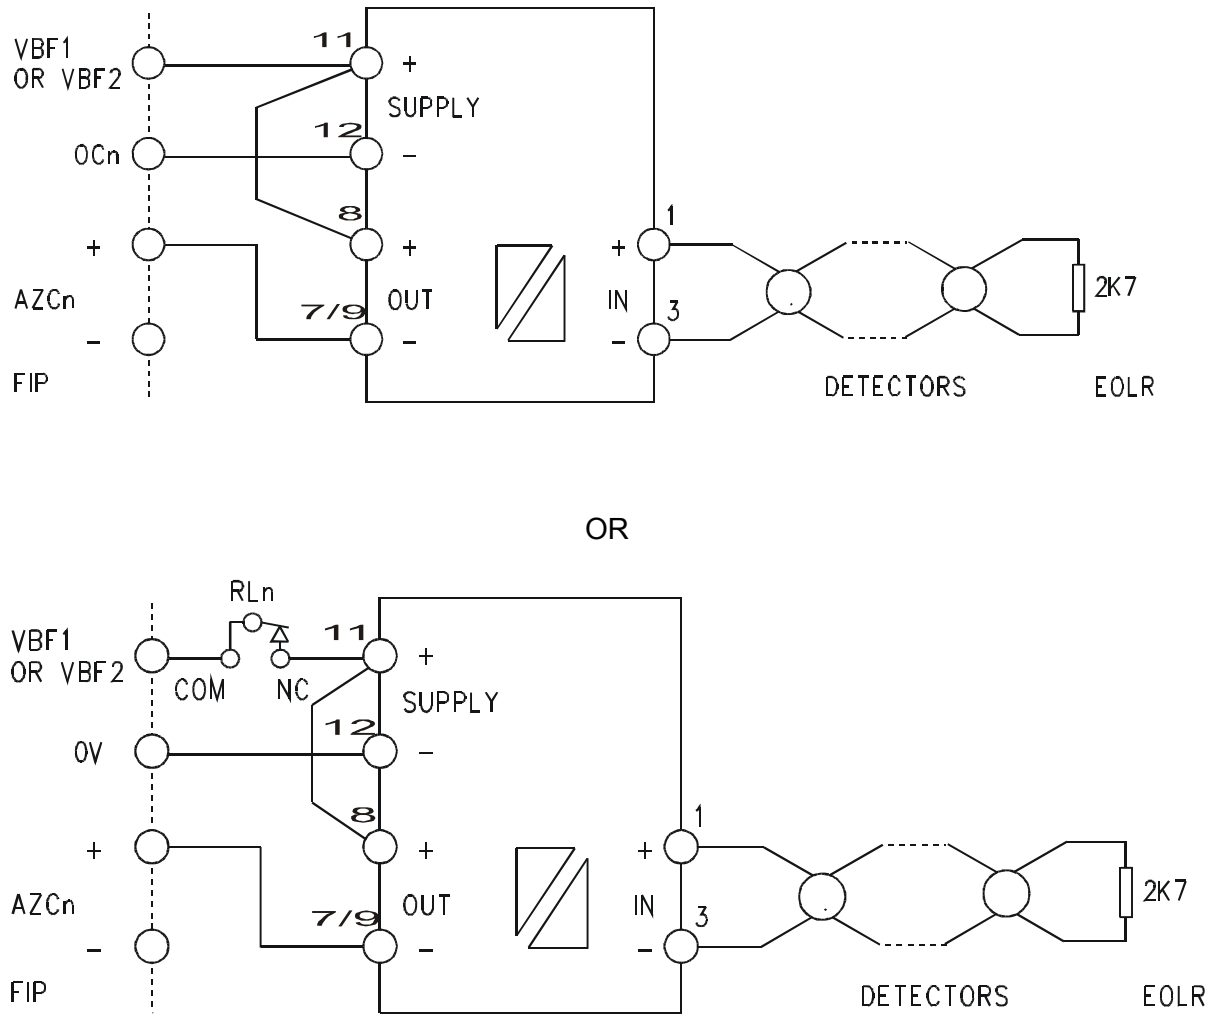 VBF1
OR VBF2
11
+
SUPPLY
12
OCn
-
8
1
+
+
+
AZCn
7/9
OUT
IN
3
2K7
-
-
-
FIP
DETECTORS
EOLR
OR
RLn
VBF1
OR VBF2
COM
NC
11
+
SUPPLY
12
0V
-
8
1
+
+
+
AZCn
7/9
OUT
IN
3
2K7
-
-
-
FIP
DETECTORS
EOLR